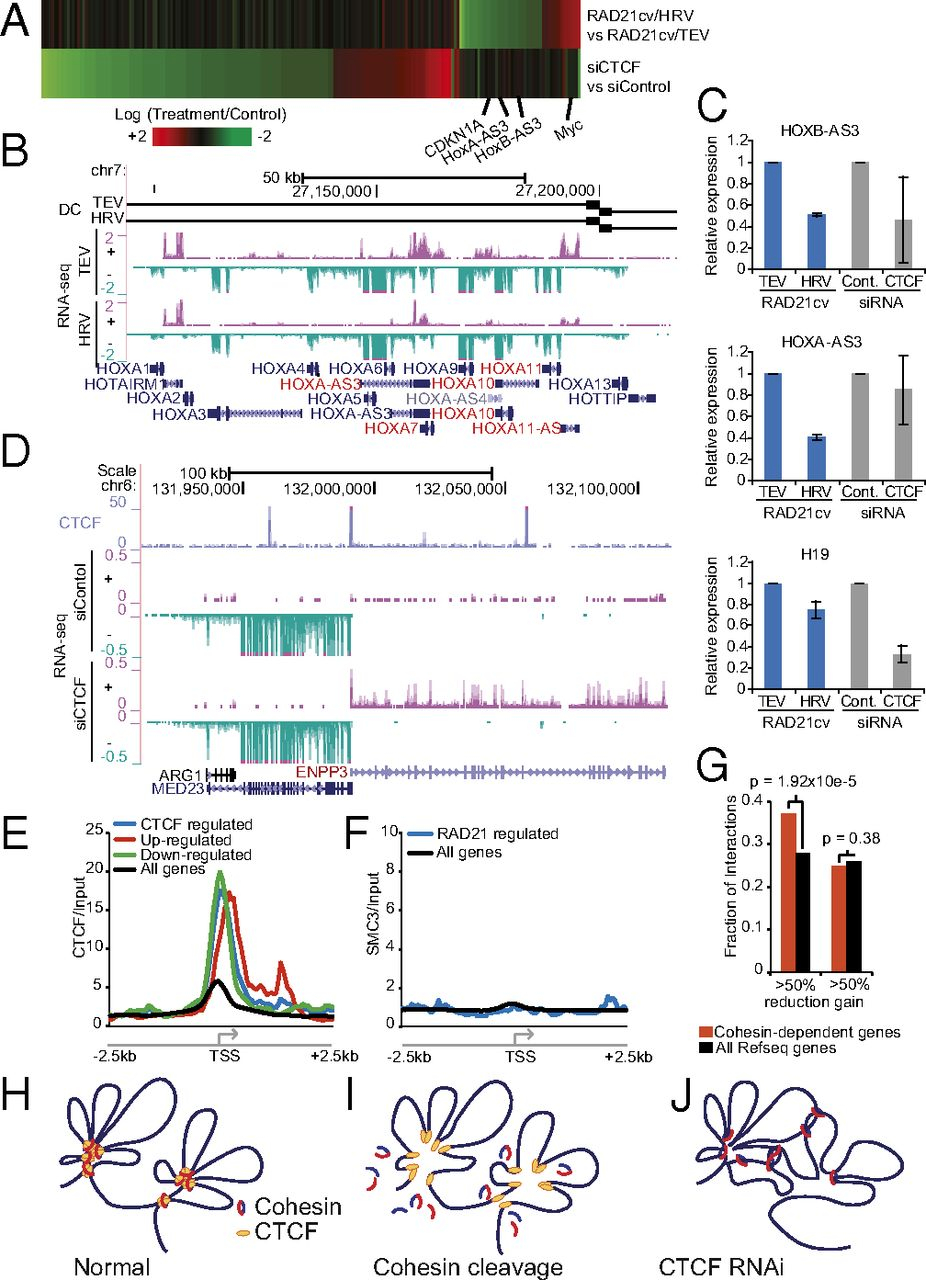 A
RAD21cv/HRV
vs RAD21cv/TEV
siCTCF
vs siControl
Log (Treatment/Control)
+2 -2
CDKN1A
HoxA-AS3
HoxB-AS3
Myc
B
chr7:
50 kb
27,150,000
27,200,000
DC
TEV
HRV
RNA-seq
TEV
2
+
-
-2
HRV
2
+
-
-2
HOXA1 HOXA4 HOXA6 HOXA9 HOXA11
HOTAIRM1 HOXA-AS3 HOXA10 HOXA13
HOXA2 HOXA5 HOXA-AS4 HOTTIP
HOXA3 HOXA-AS3 HOXA10
HOXA7 HOXA11-AS
C
HOXB-AS3
Relative expression
1.2
1
0.8
0.6
0.4
0.2
0
TEV HRV Cont. CTCF
RAD21cv siRNA
HOXA-AS3
Relative expression
1.2
1
0.8
0.6
0.4
0.2
0
TEV HRV Cont. CTCF
RAD21cv siRNA
H19
Relative expression
1.2
1
0.8
0.6
0.4
0.2
0
TEV HRV Cont. CTCF
RAD21cv siRNA
D
Scale
chr6:
100 kb
131,950,000
132,000,000
132,050,000
132,100,000
CTCF
50
0
RNA-seq
siContol
0.5
+
0
0
-
-0.5
siCTCF
0.5
+
0
0
-
-0.5
ARG1
ENPP3
MED23
E
CTCF regulated
Up-regulated
Down-regulated
All genes
CTCF/Input
25
20
15
10
5
0
-2.5kb TSS +2.5kb
F
RAD21 regulated
All genes
SMC3/Input
10
8
6
4
2
0
-2.5kb TSS +2.5kb
G
p = 1.92x10e-5
p = 0.38
Fraction of Interactions
0.4
0.3
0.2
0.1
0
>50% >50%
reduction gain
Cohesin-dependent genes
All Refseq genes
H
Cohesin
CTCF
Normal
I
Cohesin cleavage
J
CTCF RNAi